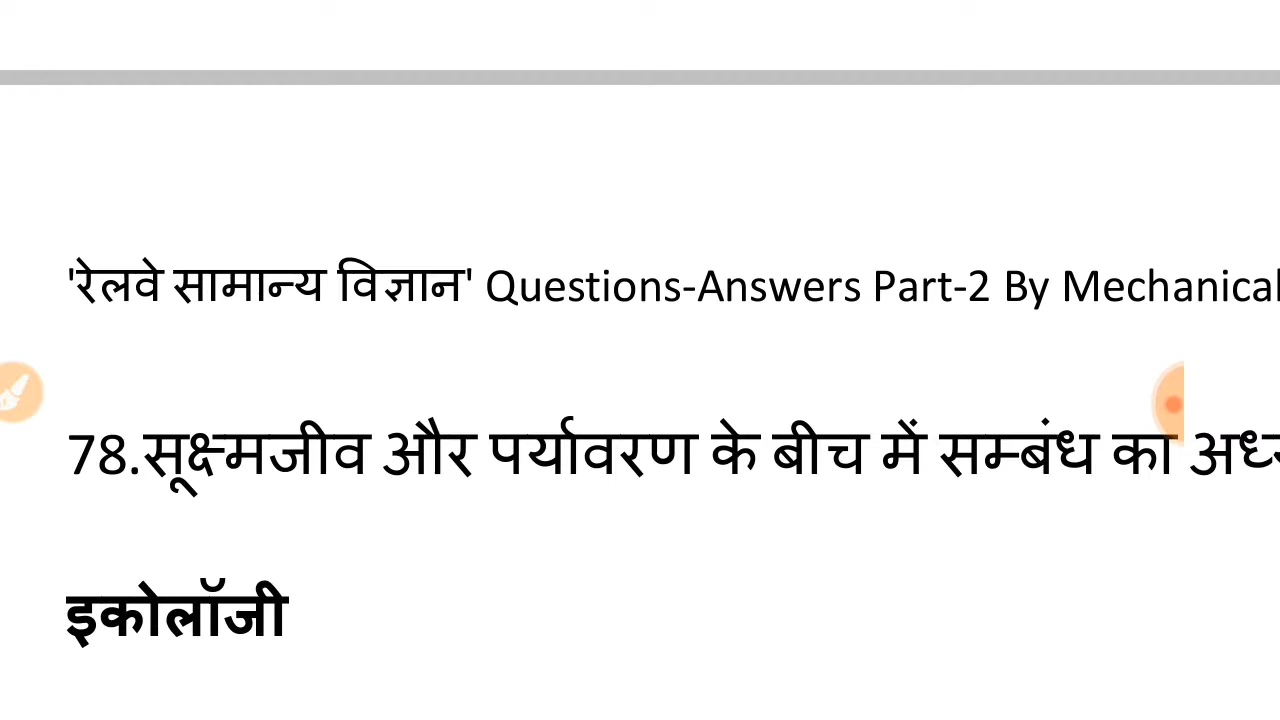 'रेलवे सामान्य विज्ञान' Questions-Answers Part-2 By Mechanical
78.सूक्ष्मजीव और पर्यावरण के बीच में सम्बंध का
इकोलॉजी